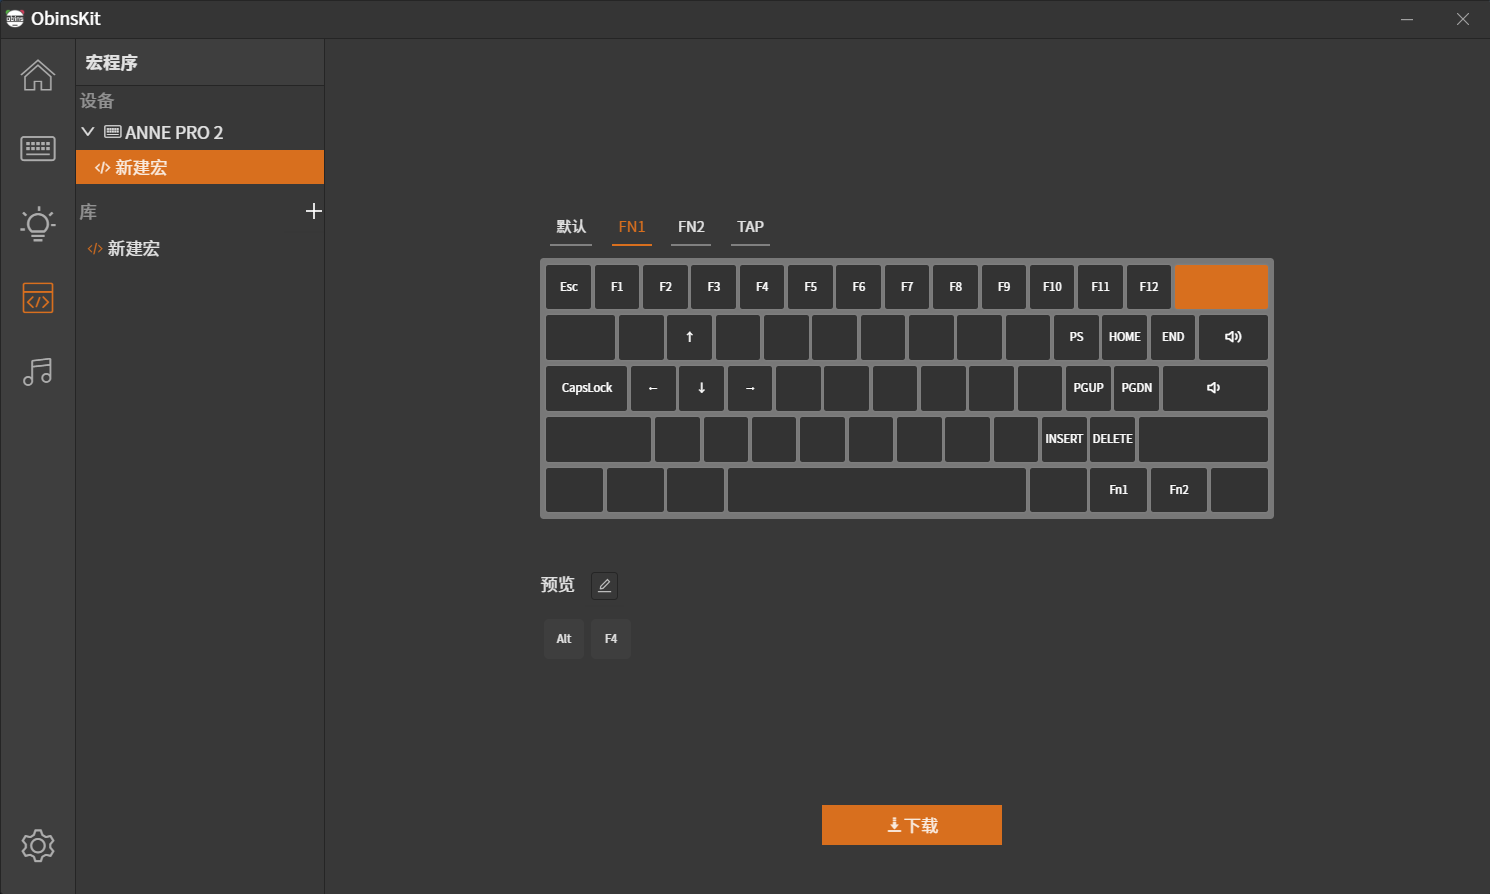 ObinsKit
宏程序
设备
ANNE PRO 2
</> 新建宏
库 +
</> 新建宏
默认 FN1 FN2 TAP
Esc F1 F2 F3 F4 F5 F6 F7 F8 F9 F10 F11 F12
↑ PS HOME END
CapsLock ← ↓ → PGUP PGDN
INSERT DELETE
Fn1 Fn2
预览
Alt F4
下载